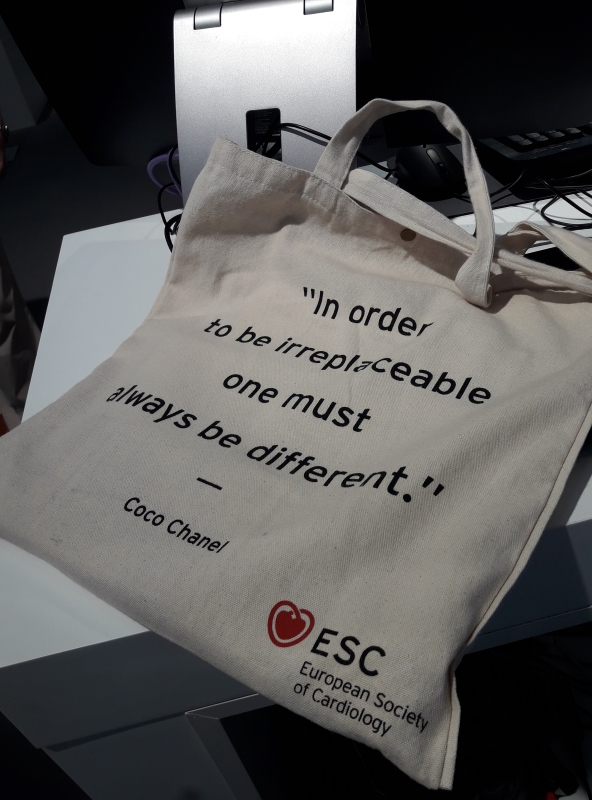 "In order
to be irreplaceable
one must
always be different."
—
Coco Chanel
ESC
European Society
of Cardiology